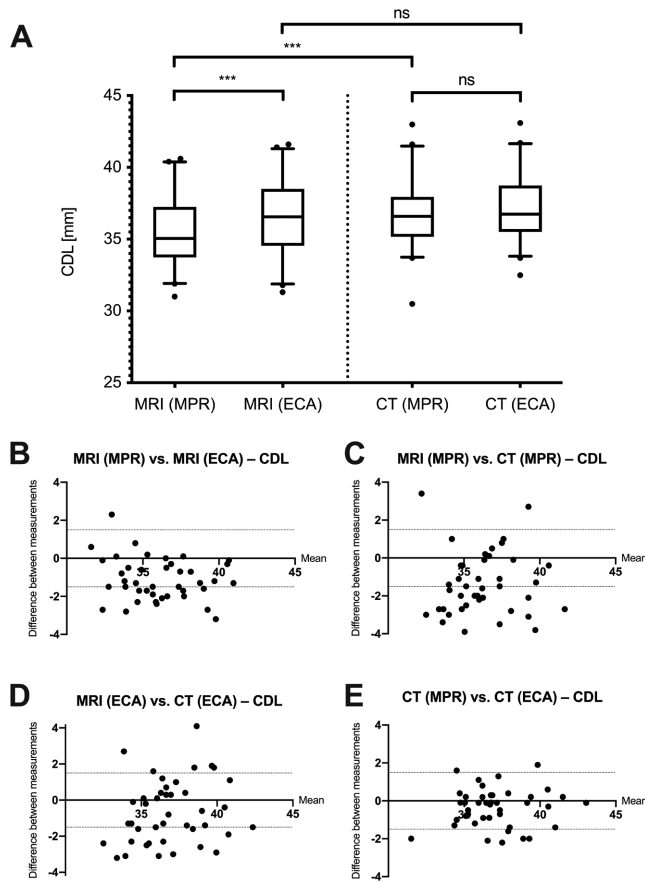 A
ns
***
***
ns
45
40
35
30
25
CDL [mm]
MRI (MPR) MRI (ECA) CT (MPR) CT (ECA)
B
MRI (MPR) vs. MRI (ECA) – CDL
Difference between measurements
4
2
0
-2
-4
35 40 45
Mean
C
MRI (MPR) vs. CT (MPR) – CDL
Difference between measurements
4
2
0
-2
-4
35 40 45
Mean
D
MRI (ECA) vs. CT (ECA) – CDL
Difference between measurements
4
2
0
-2
-4
35 40 45
Mean
E
CT (MPR) vs. CT (ECA) – CDL
Difference between measurements
4
2
0
-2
-4
35 40 45
Mean